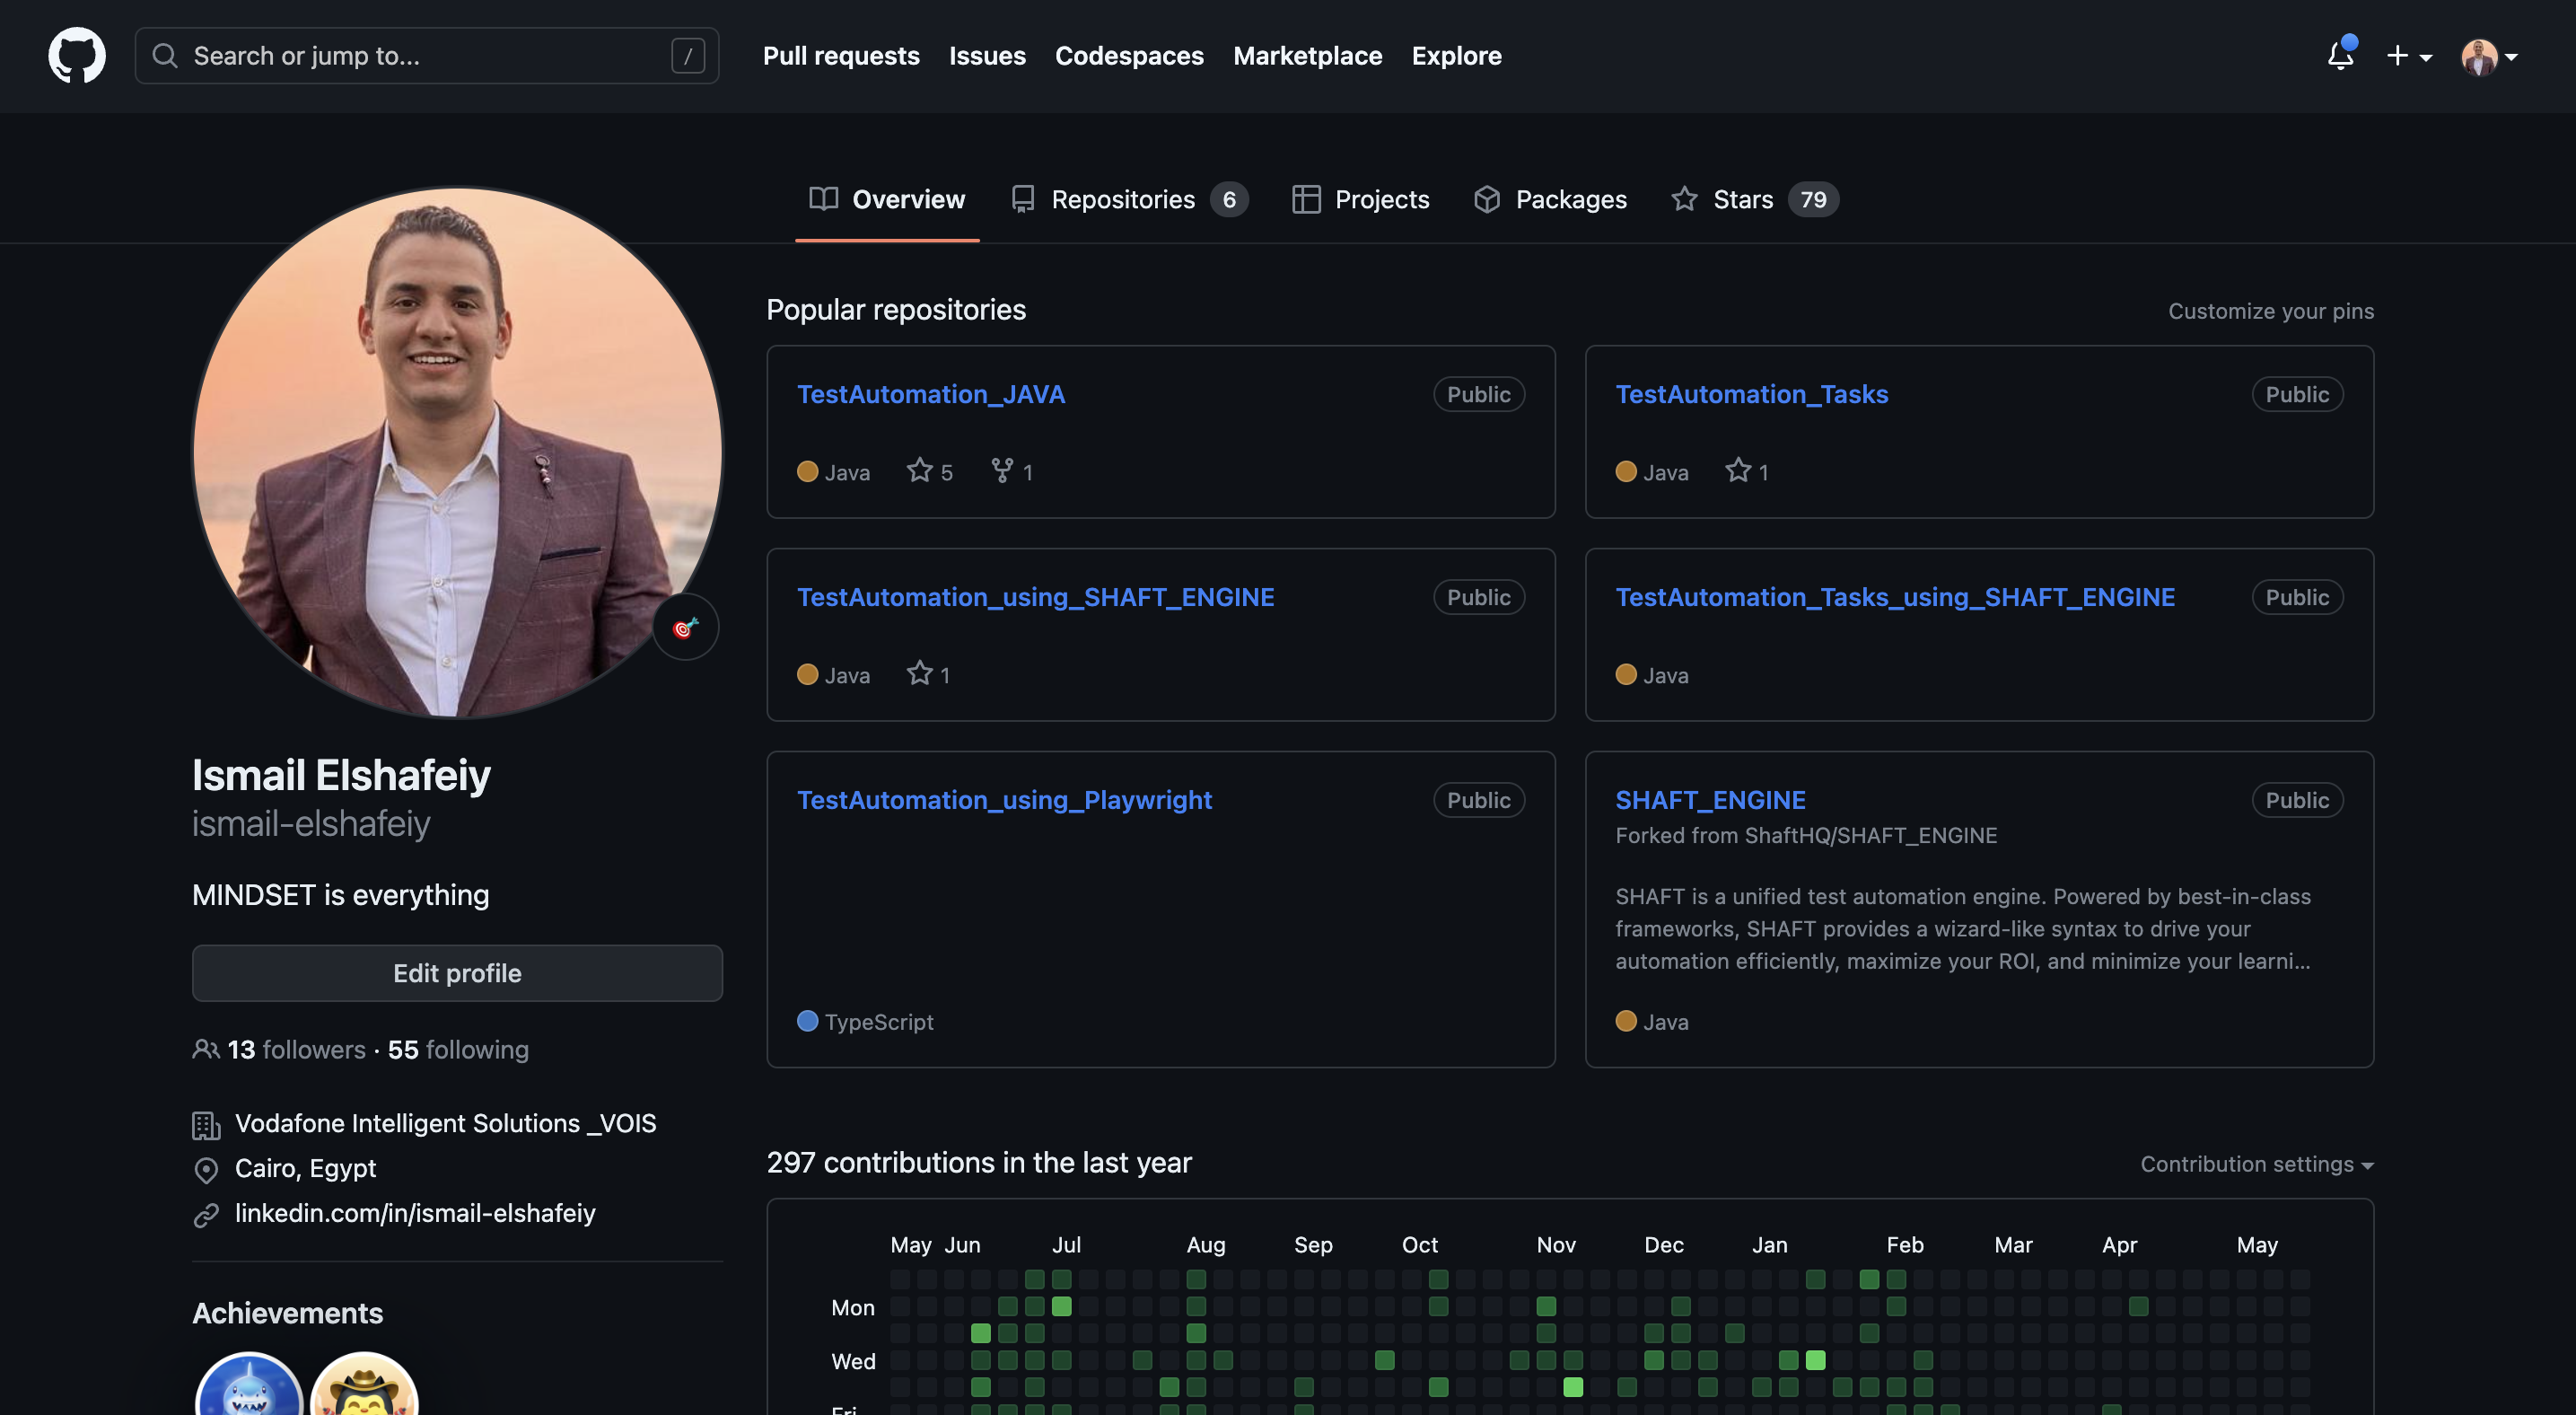 Search or jump to...
/
Pull requests
Issues
Codespaces
Marketplace
Explore
Overview
Repositories 6
Projects
Packages
Stars 79
Ismail Elshafeiy
ismail-elshafeiy
MINDSET is everything
Edit profile
13 followers · 55 following
Vodafone Intelligent Solutions _VOIS
Cairo, Egypt
linkedin.com/in/ismail-elshafeiy
Achievements
Popular repositories
Customize your pins
TestAutomation_JAVA
Public
Java 5 1
TestAutomation_Tasks
Public
Java 1
TestAutomation_using_SHAFT_ENGINE
Public
Java 1
TestAutomation_Tasks_using_SHAFT_ENGINE
Public
Java
TestAutomation_using_Playwright
Public
TypeScript
SHAFT_ENGINE
Public
Forked from ShaftHQ/SHAFT_ENGINE
SHAFT is a unified test automation engine. Powered by best-in-class
frameworks, SHAFT provides a wizard-like syntax to drive your
automation efficiently, maximize your ROI, and minimize your learni...
Java
297 contributions in the last year
Contribution settings
May Jun Jul Aug Sep Oct Nov Dec Jan Feb Mar Apr May
Mon
Wed
Fri